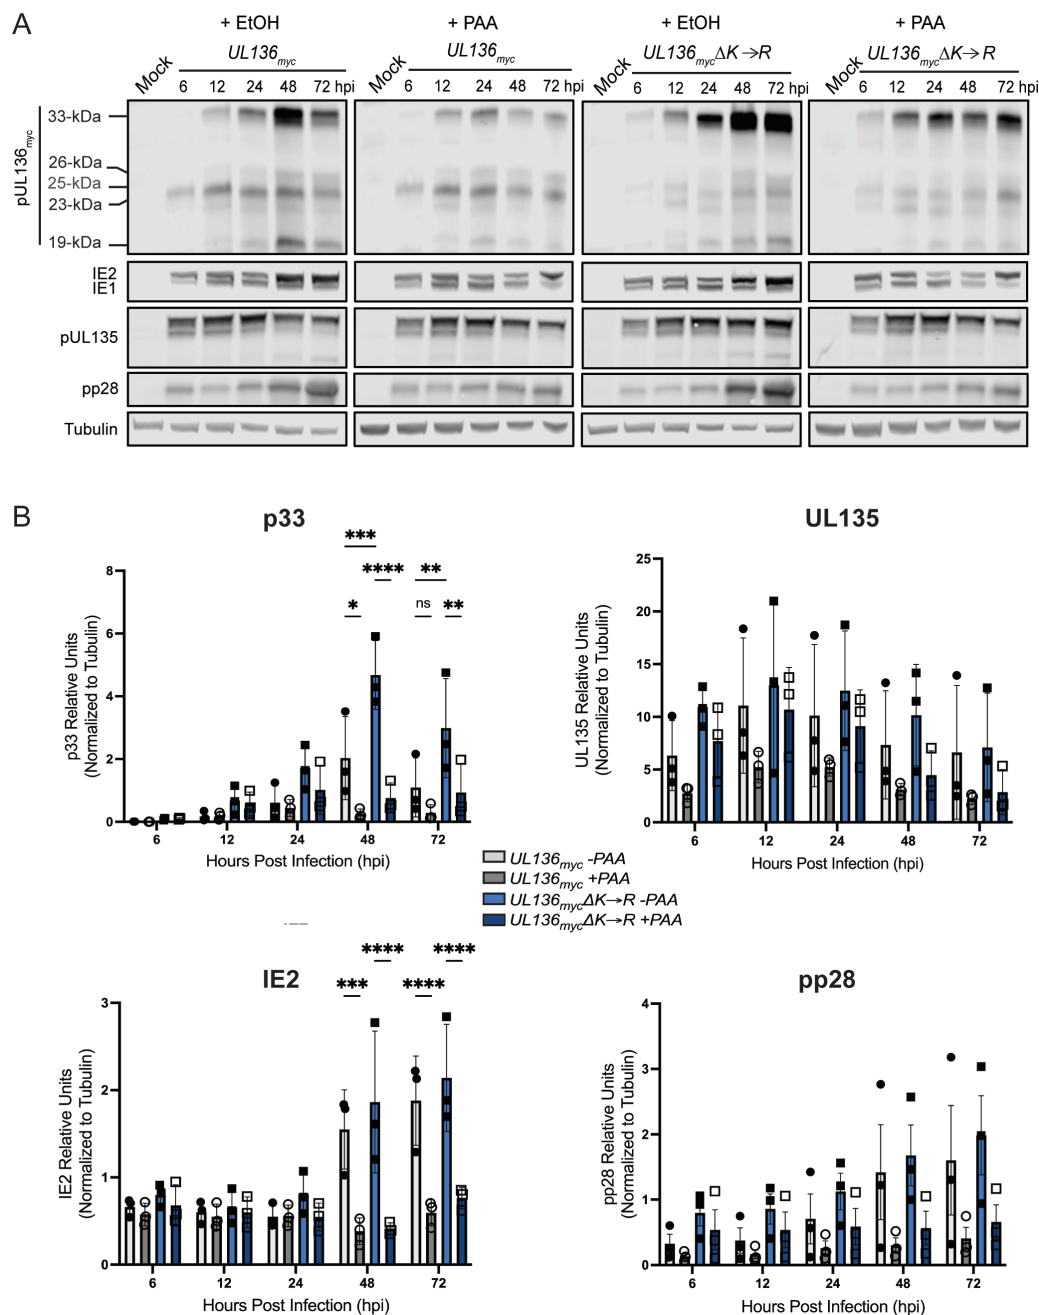 A
+ EtOH
+ PAA
+ EtOH
+ PAA
UL136myc
UL136myc
UL136mycΔK→R
UL136mycΔK→R
Mock 6 12 24 48 72 hpi
Mock 6 12 24 48 72 hpi
Mock 6 12 24 48 72 hpi
Mock 6 12 24 48 72 hpi
pUL136myc
33-kDa
26-kDa
25-kDa
23-kDa
19-kDa
IE2
IE1
pUL135
pp28
Tubulin
B
p33
p33 Relative Units
(Normalized to Tubulin)
8
6
4
2
0
*** 
**** **
* ns **
6 12 24 48 72
Hours Post Infection (hpi)
UL135
UL135 Relative Units
(Normalized to Tubulin)
25
20
15
10
5
0
6 12 24 48 72
Hours Post Infection (hpi)
UL136myc -PAA
UL136myc +PAA
UL136mycΔK→R -PAA
UL136mycΔK→R +PAA
IE2
IE2 Relative Units
(Normalized to Tubulin)
3
2
1
0
**** ****
*** ****
6 12 24 48 72
Hours Post Infection (hpi)
pp28
pp28 Relative Units
(Normalized to Tubulin)
4
3
2
1
0
6 12 24 48 72
Hours Post Infection (hpi)